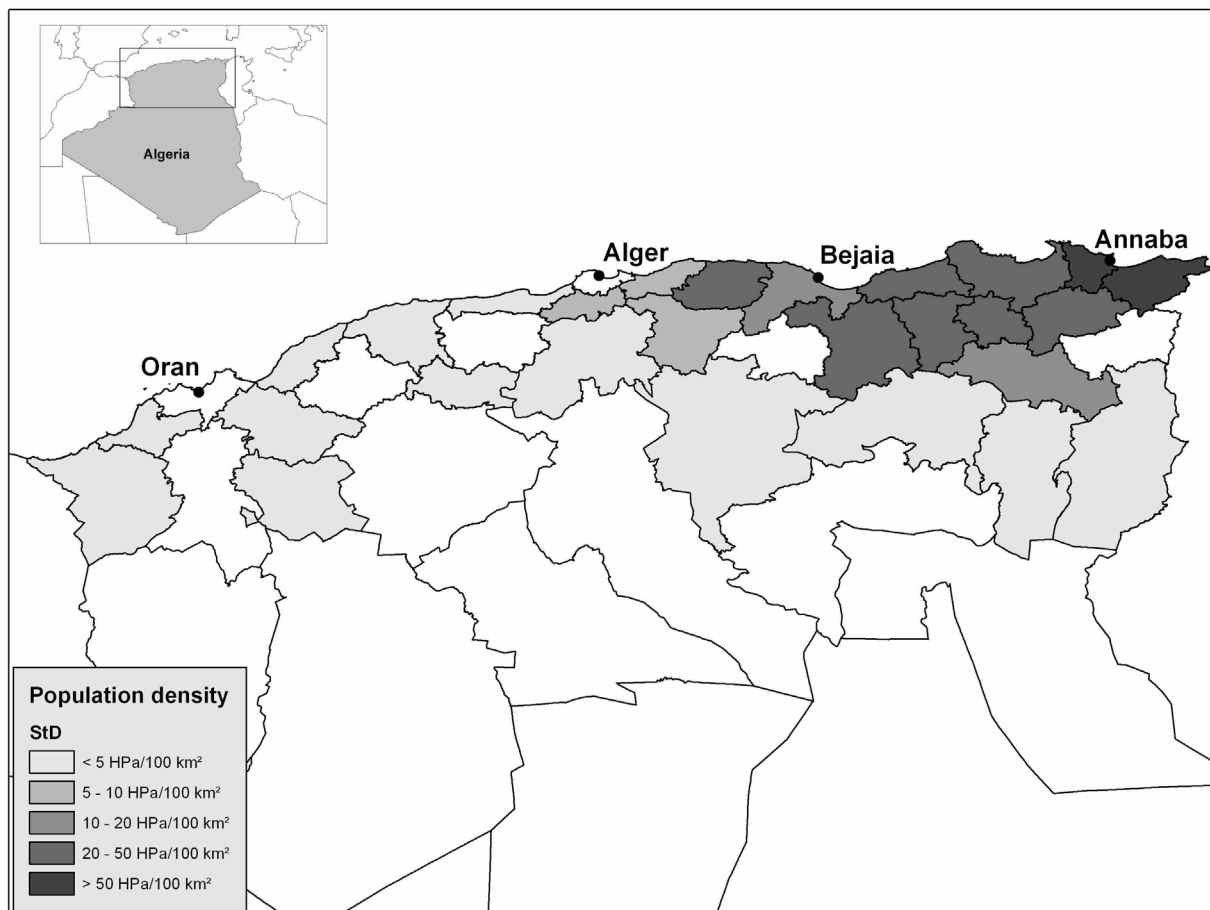 Algeria
Alger
Bejaia
Annaba
Oran
Population density
StD
< 5 HPa/100 km²
5 - 10 HPa/100 km²
10 - 20 HPa/100 km²
20 - 50 HPa/100 km²
> 50 HPa/100 km²